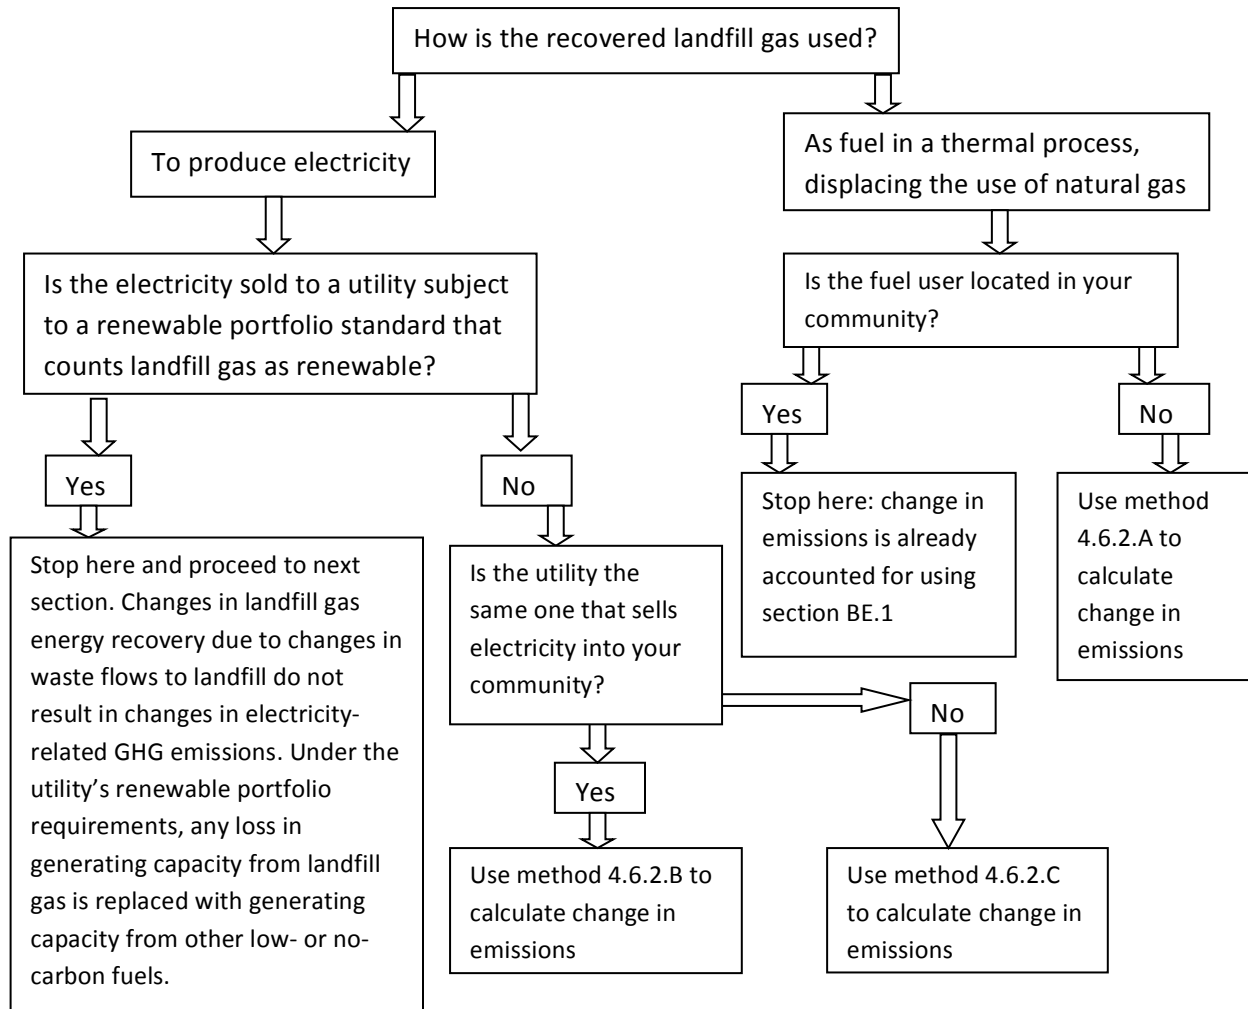 How is the recovered landfill gas used?
To produce electricity
As fuel in a thermal process,
displacing the use of natural gas
Is the electricity sold to a utility subject
to a renewable portfolio standard that
counts landfill gas as renewable?
Is the fuel user located in your
community?
Yes
No
Yes
No
Stop here and proceed to next
section. Changes in landfill gas
energy recovery due to changes in
waste flows to landfill do not
result in changes in electricity-
related GHG emissions. Under the
utility’s renewable portfolio
requirements, any loss in
generating capacity from landfill
gas is replaced with generating
capacity from other low- or no-
carbon fuels.
Is the utility the
same one that sells
electricity into your
community?
Stop here: change in
emissions is already
accounted for using
section BE.1
Use method
4.6.2.A to
calculate
change in
emissions
Yes
No
Use method 4.6.2.B to
calculate change in
emissions
Use method 4.6.2.C
to calculate change in
emissions